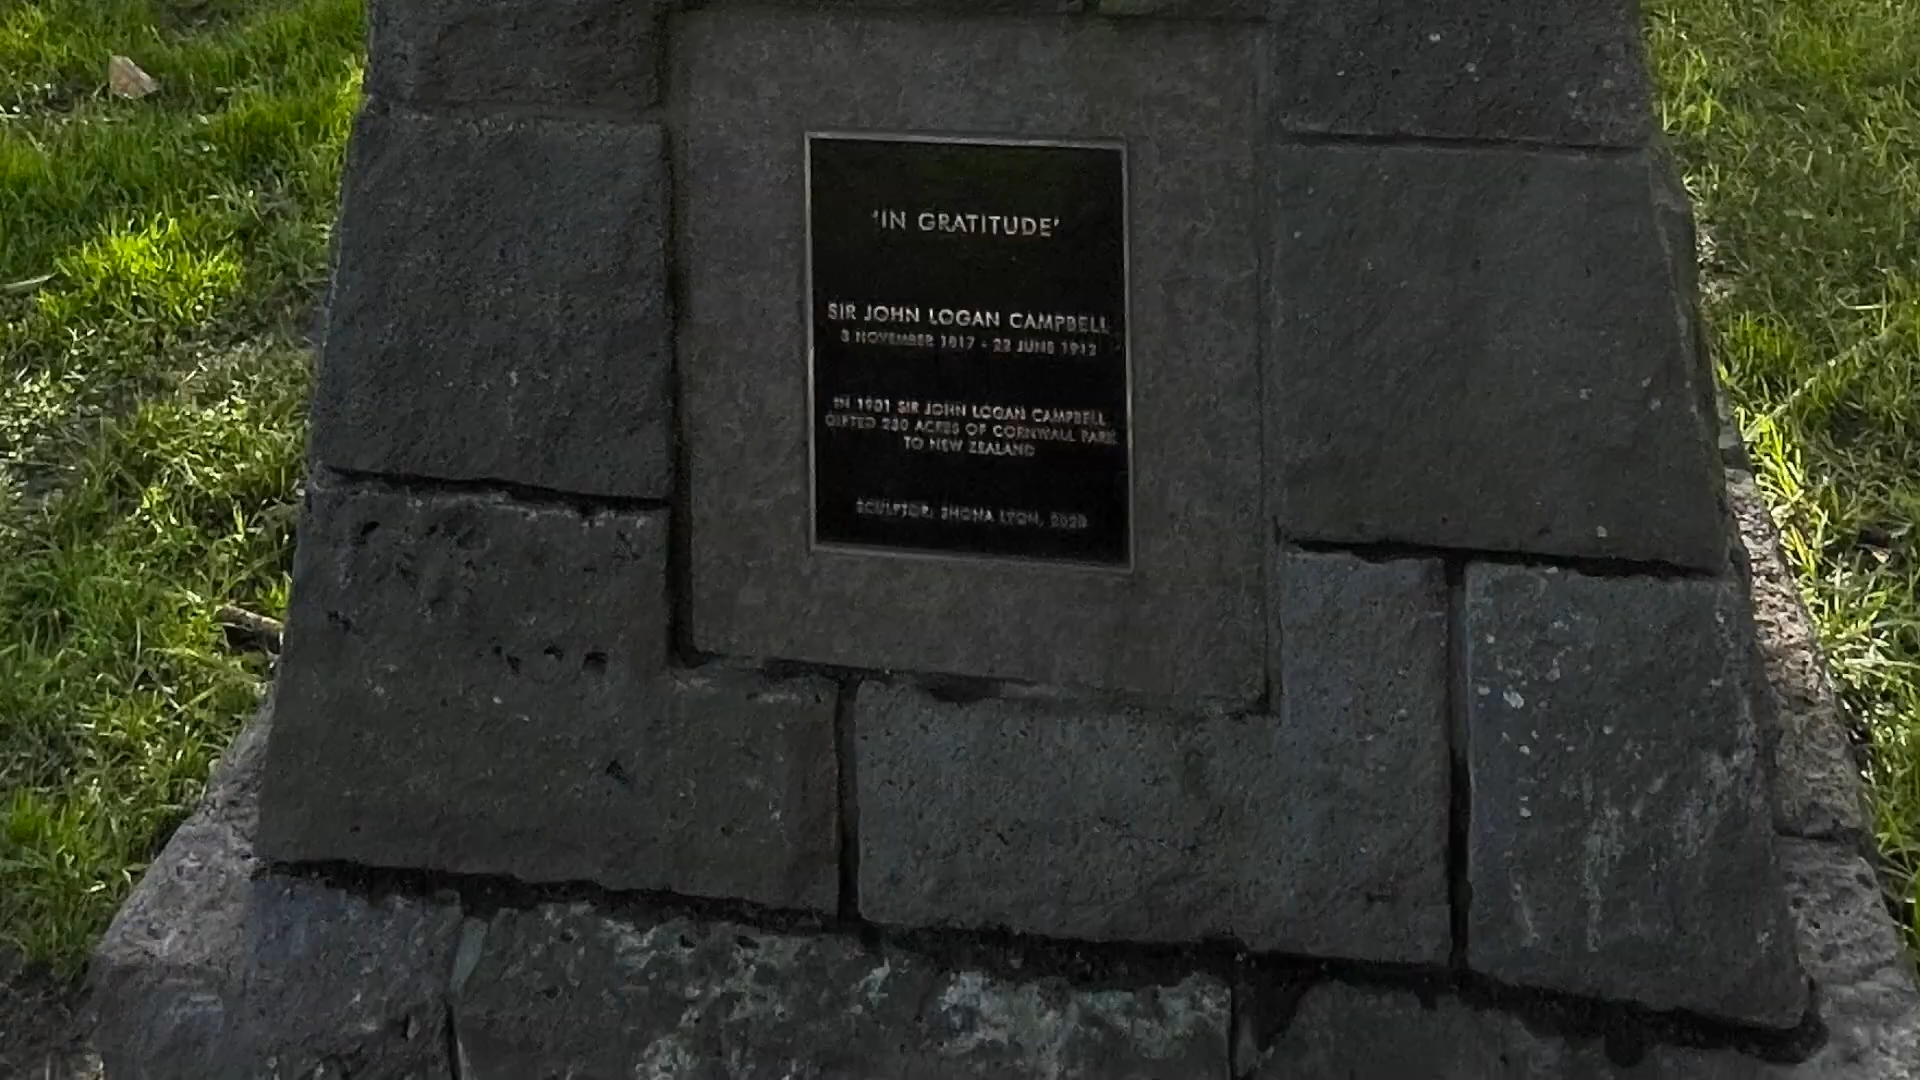 'IN GRATITUDE'
SIR JOHN LOGAN CAMPBELL
3 NOVEMBER 1817 - 22 JUNE 1912
IN 1901 SIR JOHN LOGAN CAMPBELL
GIFTED 230 ACRES OF CORNWALL PARK
TO NEW ZEALAND
SCULPTOR: SHONA LYON,